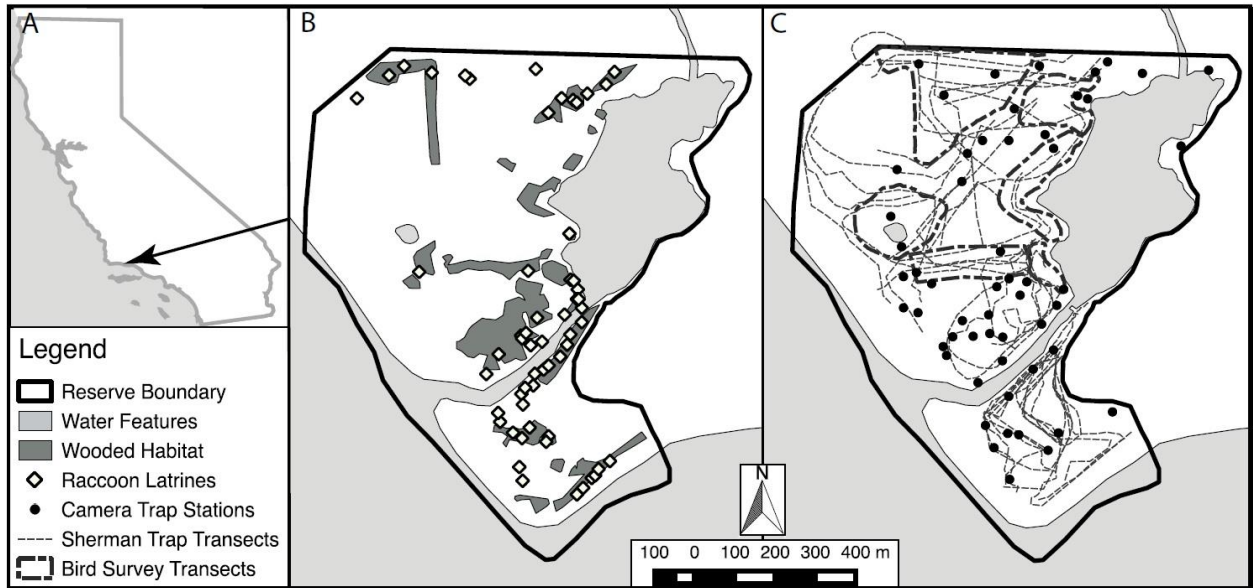 A
B
C
Legend
Reserve Boundary
Water Features
Wooded Habitat
Raccoon Latrines
Camera Trap Stations
Sherman Trap Transects
Bird Survey Transects
N
100 0 100 200 300 400 m